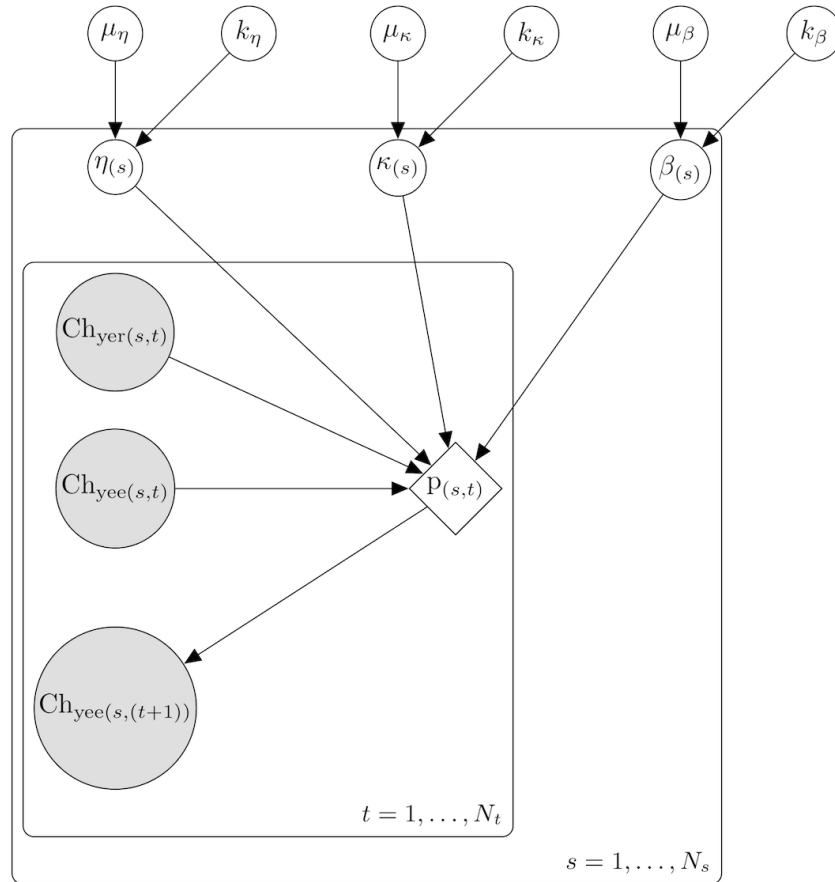 μ_η k_η μ_κ k_κ μ_β k_β
η_(s) κ_(s) β_(s)
Ch_yer(s,t)
Ch_yee(s,t) p_(s,t)
Ch_yee(s,(t+1))
t = 1, . . . , N_t
s = 1, . . . , N_s